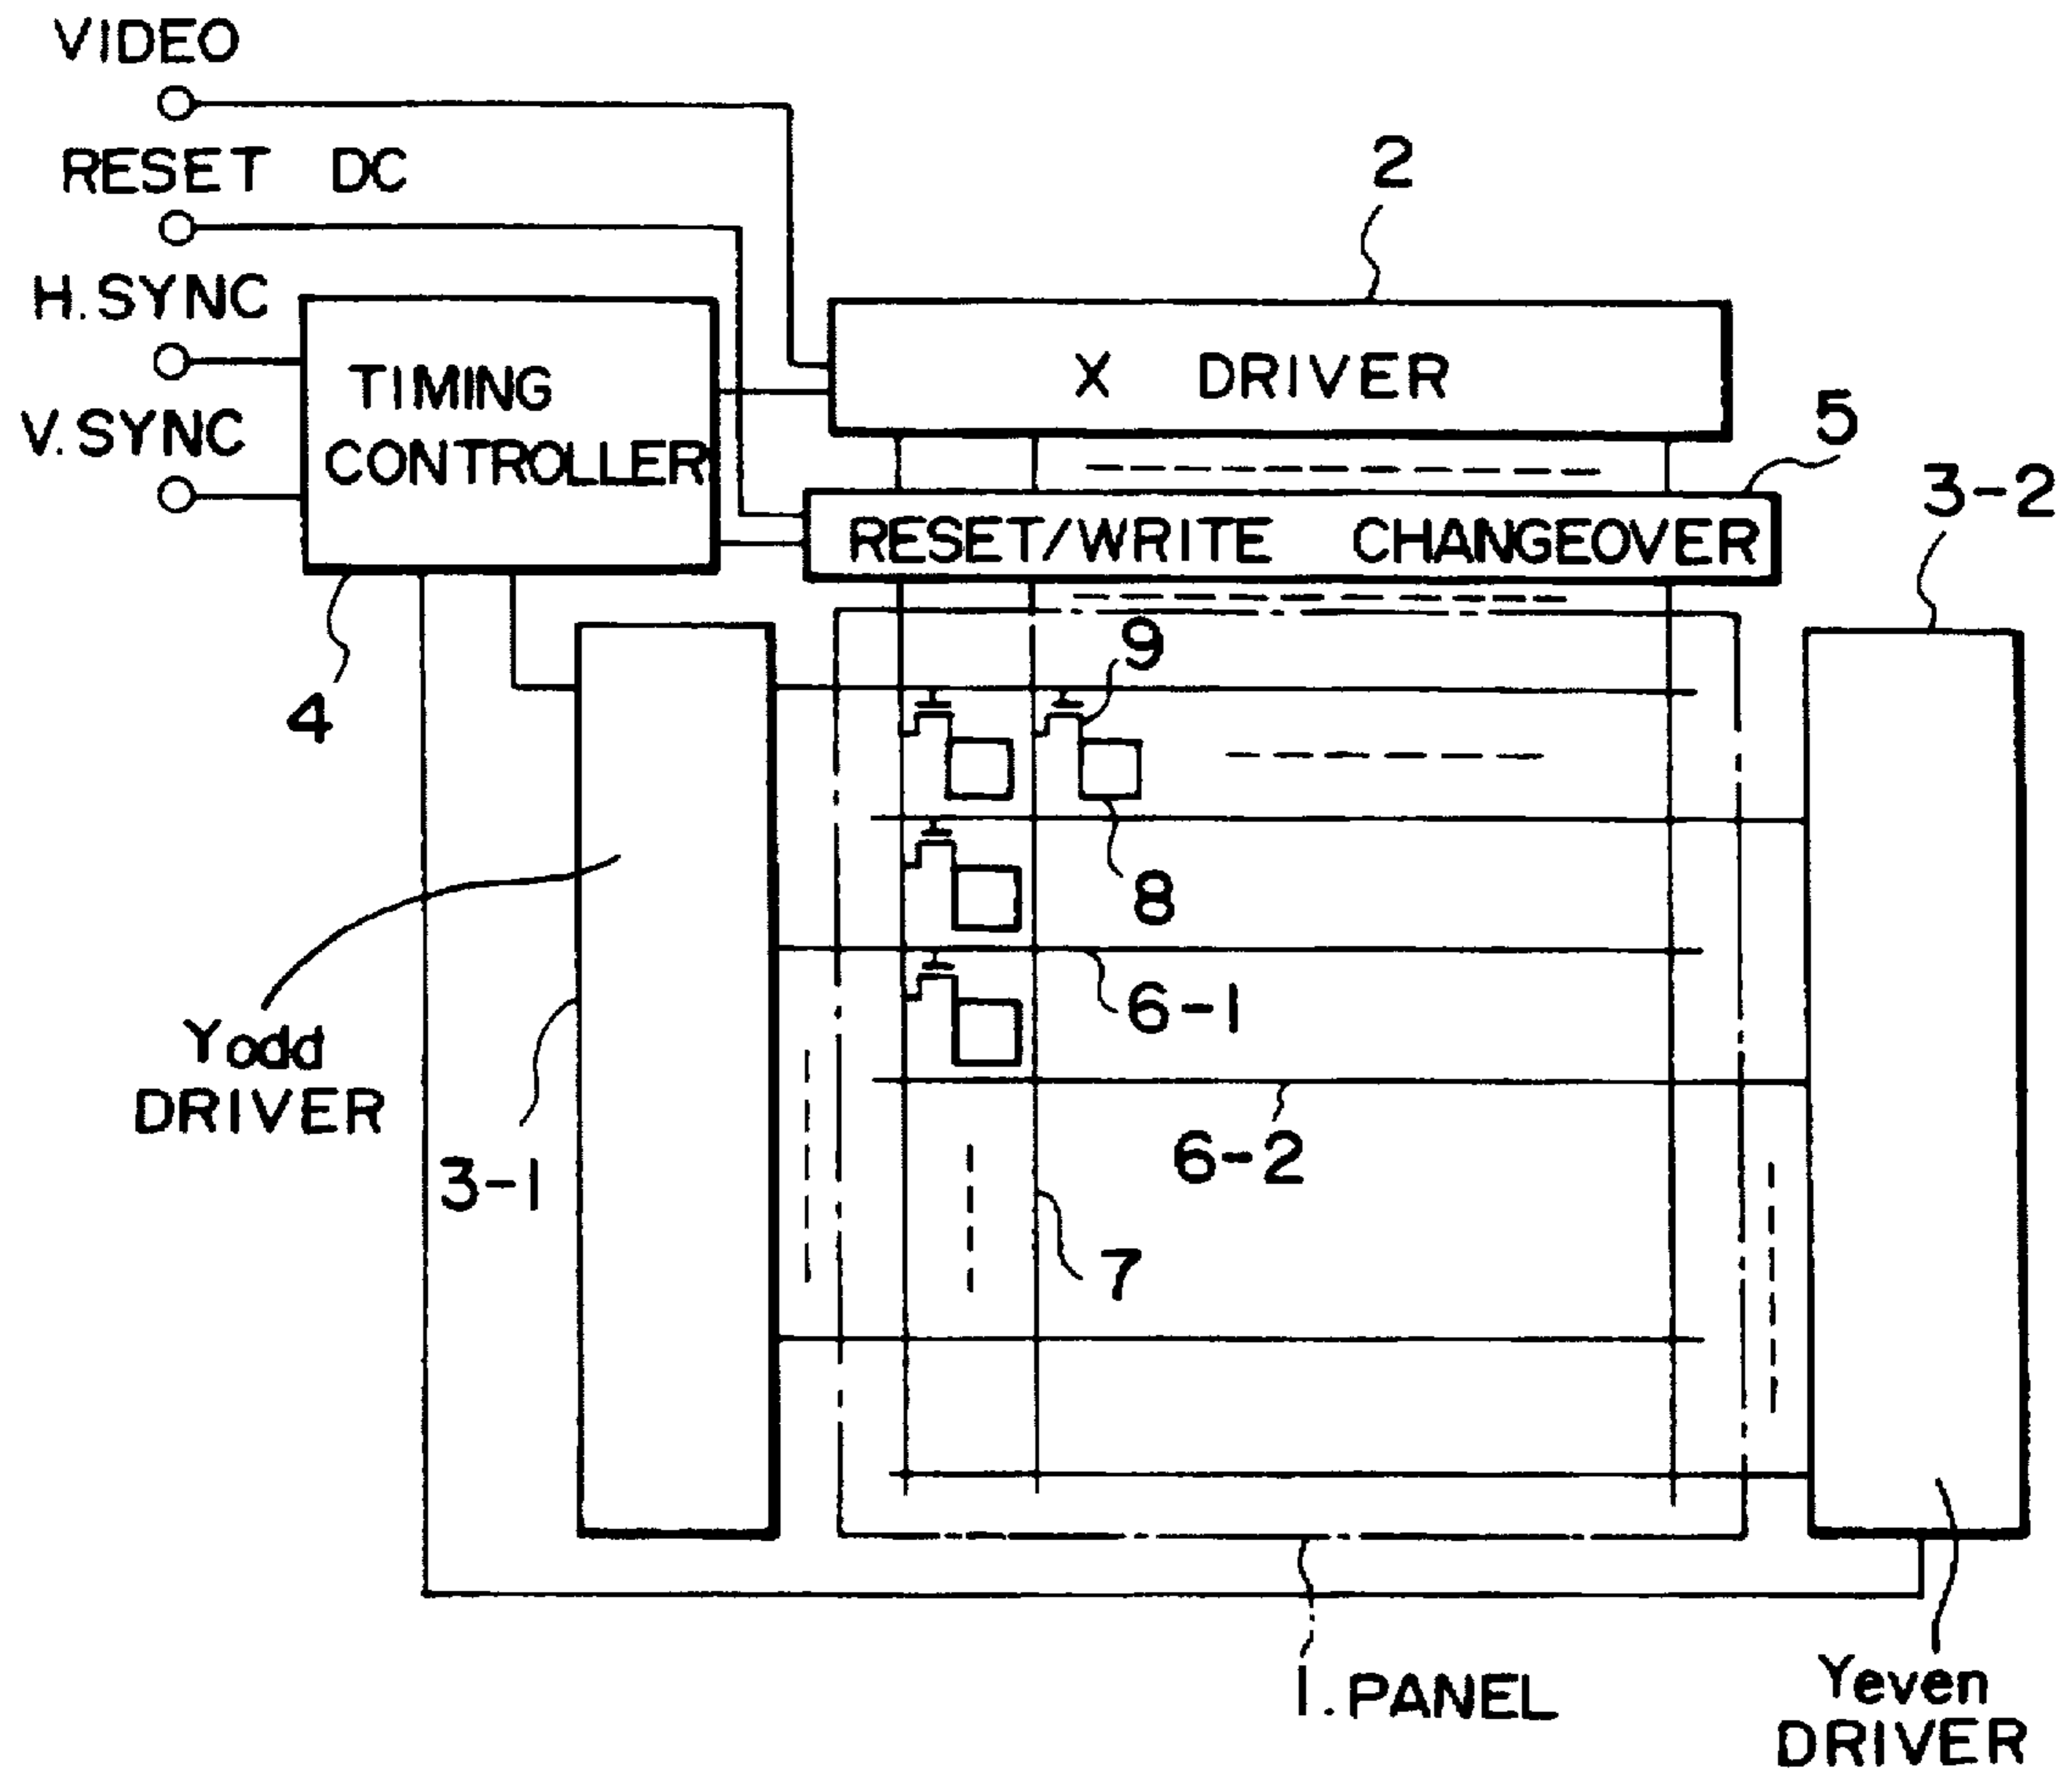 VIDEO
RESET DC
H.SYNC
V.SYNC
TIMING
CONTROLLER
4
2
X DRIVER
5
RESET/WRITE CHANGEOVER
3-2
9
8
6-1
6-2
7
Yodd
DRIVER
3-1
1.PANEL
Yeven
DRIVER